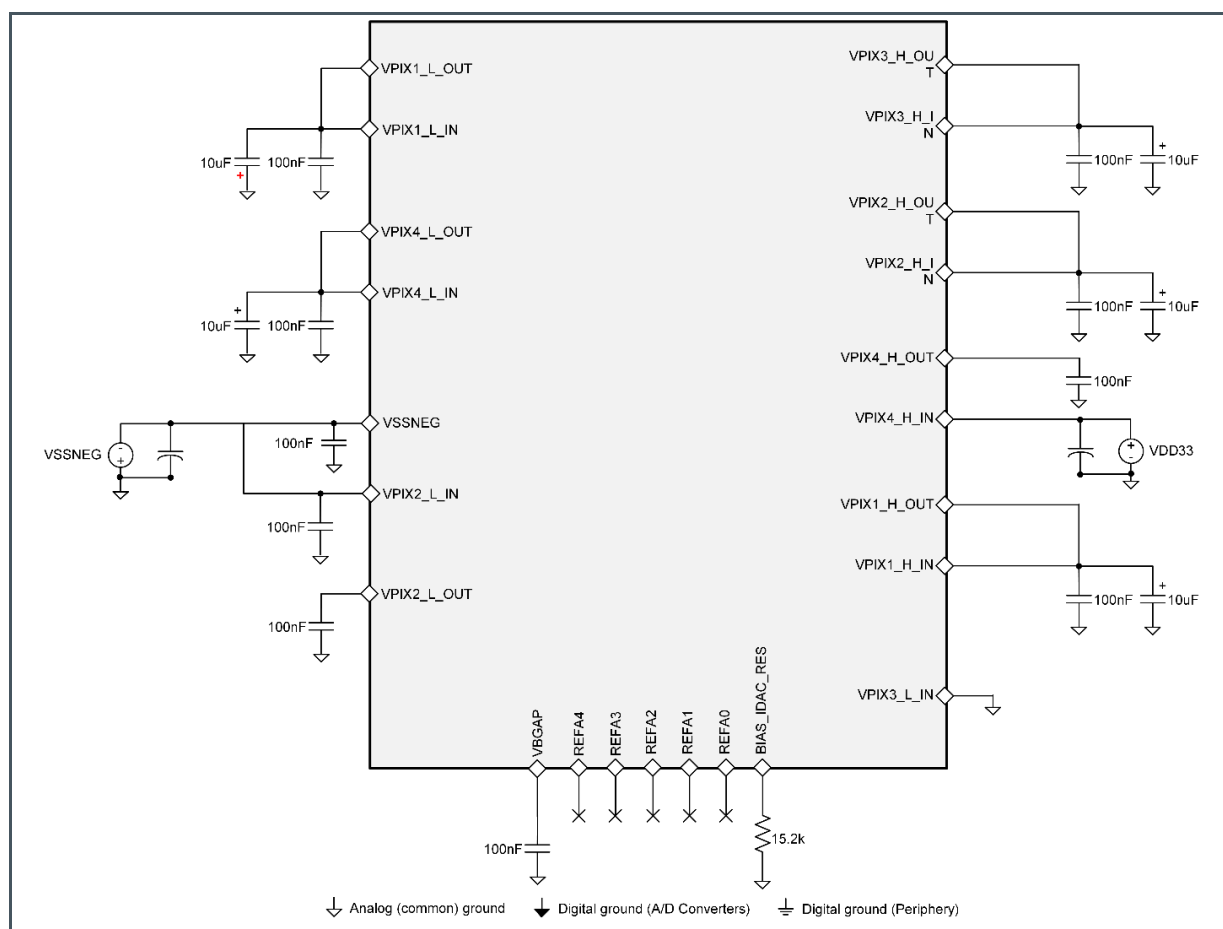 VPIX1_L_OUT
VPIX1_L_IN
10uF
+
100nF
VPIX4_L_OUT
VPIX4_L_IN
+
10uF
100nF
VSSNEG
-
+
VSSNEG
100nF
VPIX2_L_IN
100nF
VPIX2_L_OUT
100nF
VPIX3_H_OU
T
VPIX3_H_I
N
100nF
+
10uF
VPIX2_H_OU
T
VPIX2_H_I
N
100nF
+
10uF
VPIX4_H_OUT
100nF
VPIX4_H_IN
+
-
VDD33
VPIX1_H_OUT
VPIX1_H_IN
100nF
+
10uF
VPIX3_L_IN
VBGAP
REFA4
REFA3
REFA2
REFA1
REFA0
BIAS_IDAC_RES
100nF
15.2k
Analog (common) ground
Digital ground (A/D Converters)
Digital ground (Periphery)